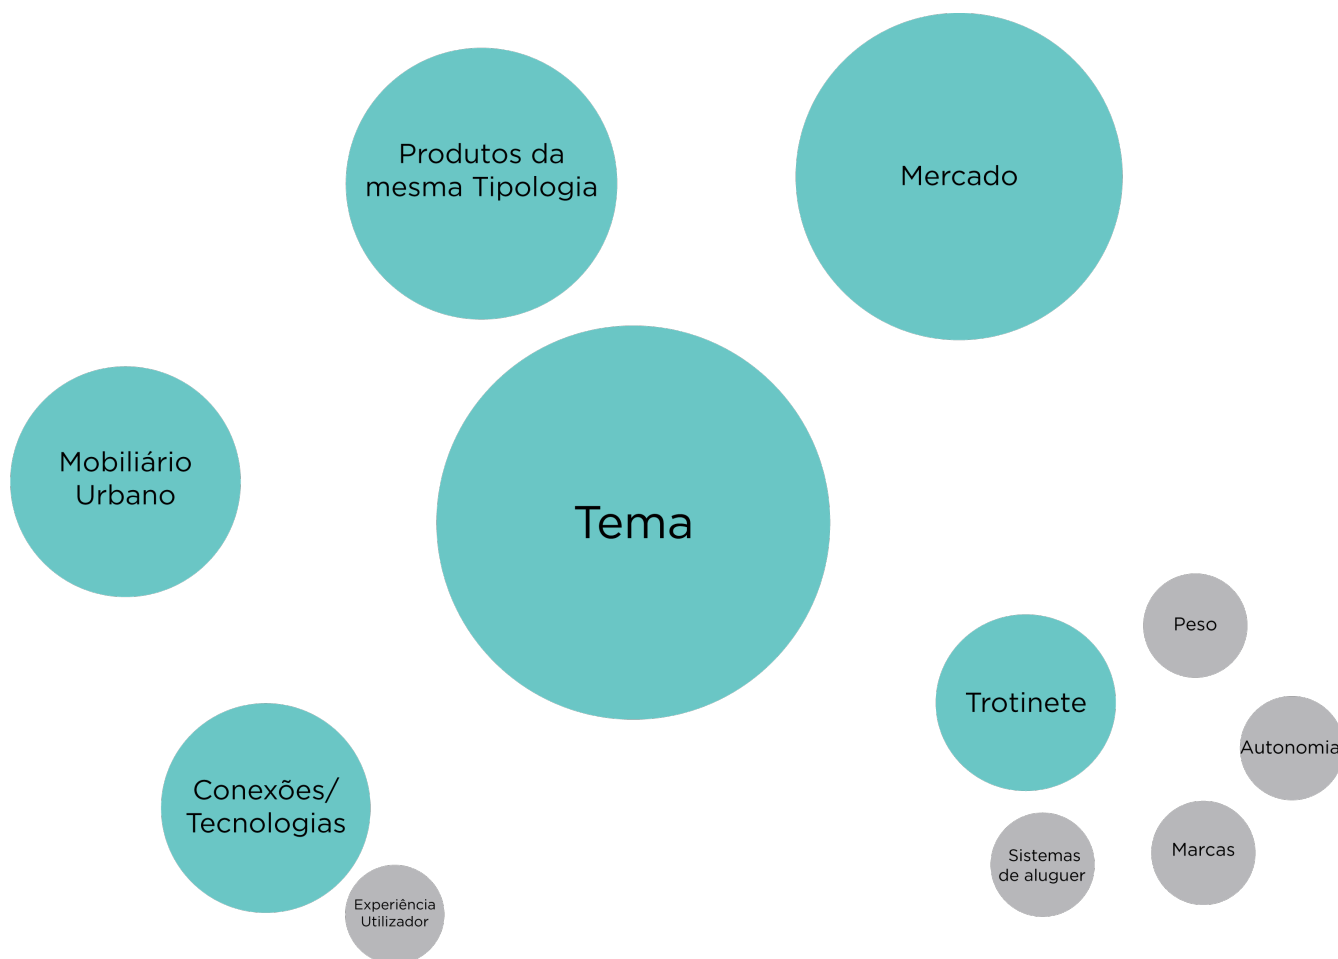 Produtos da
mesma Tipologia
Mercado
Mobiliário
Urbano
Tema
Peso
Trotinete
Autonomia
Conexões/
Tecnologias
Marcas
Sistemas
de aluguer
Experiência
Utilizador